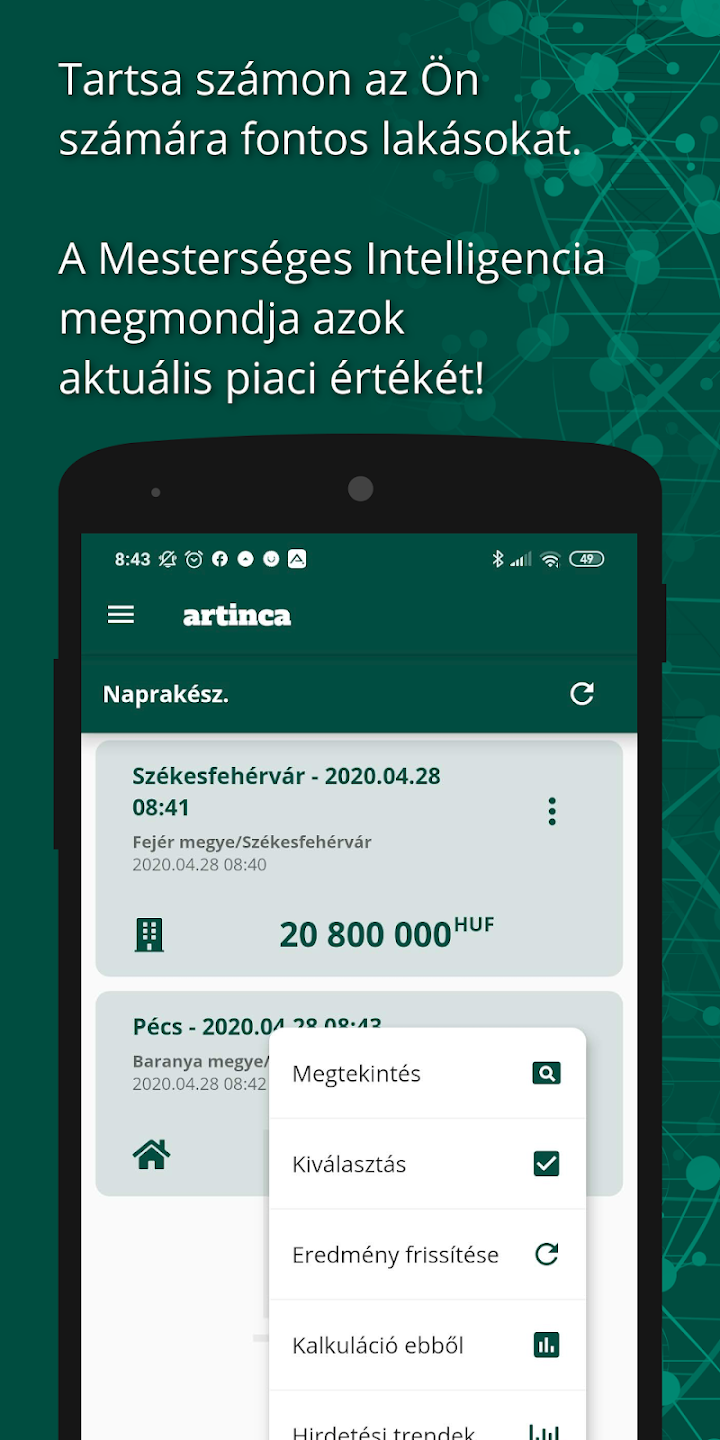 Tartsa számon az Ön
számára fontos lakásokat.
A Mesterséges Intelligencia
megmondja azok
aktuális piaci értékét!
8:43
49
artinca
Naprakész.
Székesfehérvár - 2020.04.28
08:41
Fejér megye/Székesfehérvár
2020.04.28 08:40
20 800 000 HUF
Pécs - 2020.04.28 08:43
Baranya megye/
2020.04.28 08:42
Megtekintés
Kiválasztás
Eredmény frissítése
Kalkuláció ebből
Hirdetési trendek